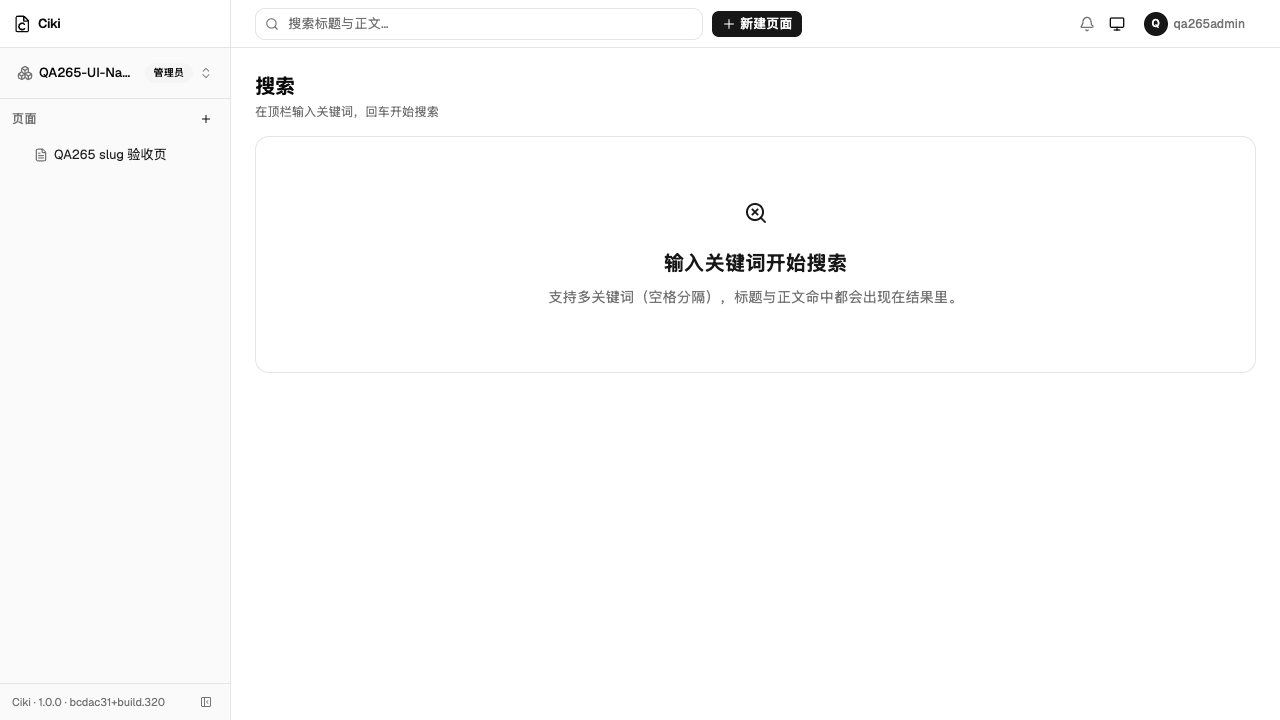 Ciki
搜索标题与正文...
新建页面
Q
qa265admin
QA265-UI-Na...
管理员
页面
QA265 slug 验收页
搜索
在顶栏输入关键词，回车开始搜索
输入关键词开始搜索
支持多关键词（空格分隔），标题与正文命中都会出现在结果里。
Ciki · 1.0.0 · bcdac31+build.320